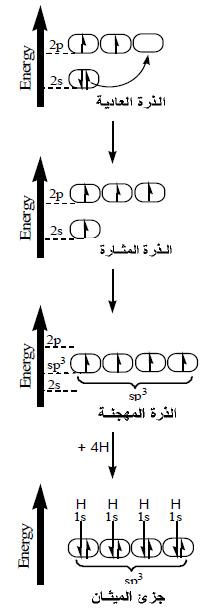 Energy
2p
2s
الذرة العادية
Energy
2p
2s
الذرة المثارة
Energy
2p
sp³
2s
sp³
الذرة المهجنة
+ 4H
H H H H
1s 1s 1s 1s
Energy
sp³
جزئ الميثان